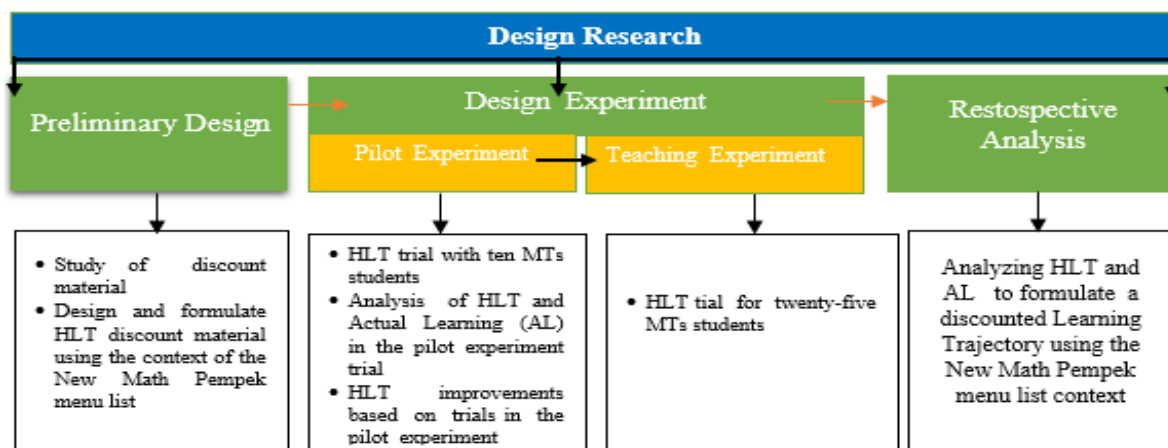 Design Research
Preliminary Design
Design Experiment
Pilot Experiment
Teaching Experiment
Restospective
Analysis
• Study of discount
material
• Design and formulate
HLT discount material
using the context of the
New Math Pempek
menu list
• HLT trial with ten MTs
students
• Analysis of HLT and
Actual Learning (AL)
in the pilot experiment
trial
• HLT improvements
based on trials in the
pilot experiment
• HLT tial for twenty-five
MTs students
Analyzing HLT and
AL to formulate a
discounted Learning
Trajectory using the
New Math Pempek
menu list context